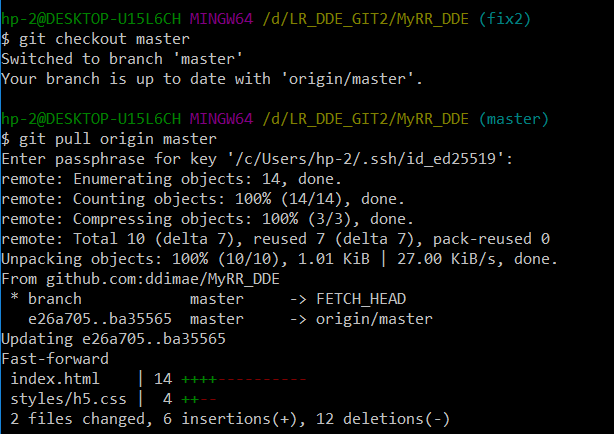 hp-2@DESKTOP-U15L6CH MINGW64 /d/LR_DDE_GIT2/MyRR_DDE (fix2)
$ git checkout master
Switched to branch 'master'
Your branch is up to date with 'origin/master'.
hp-2@DESKTOP-U15L6CH MINGW64 /d/LR_DDE_GIT2/MyRR_DDE (master)
$ git pull origin master
Enter passphrase for key '/c/Users/hp-2/.ssh/id_ed25519':
remote: Enumerating objects: 14, done.
remote: Counting objects: 100% (14/14), done.
remote: Compressing objects: 100% (3/3), done.
remote: Total 10 (delta 7), reused 7 (delta 7), pack-reused 0
Unpacking objects: 100% (10/10), 1.01 KiB | 27.00 KiB/s, done.
From github.com:ddimae/MyRR_DDE
 * branch            master     -> FETCH_HEAD
   e26a705..ba35565  master     -> origin/master
Updating e26a705..ba35565
Fast-forward
 index.html    | 14 ++++----------
 styles/h5.css |  4 ++--
 2 files changed, 6 insertions(+), 12 deletions(-)